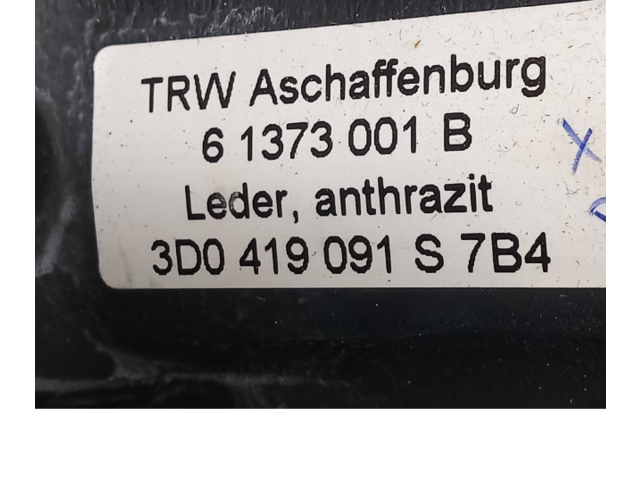 TRW Aschaffenburg
6 1373 001 B
Leder, anthrazit
3D0 419 091 S 7B4